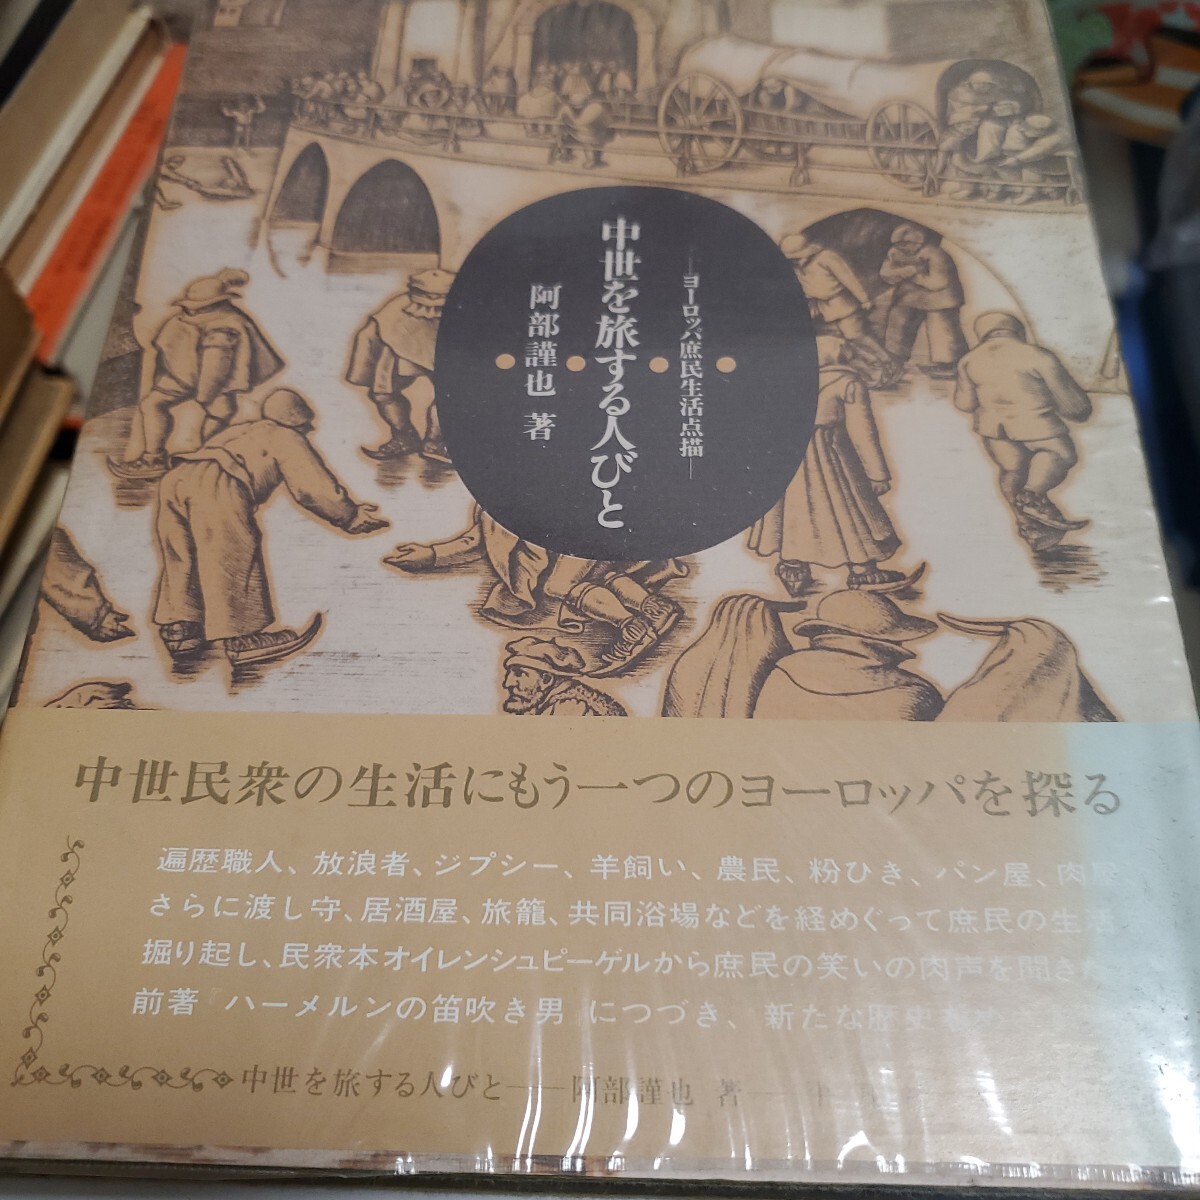 ―ヨーロッパ庶民生活点描―
中世を旅する人びと
阿部謹也 著
中世民衆の生活にもう一つのヨーロッパを探る
遍歴職人、放浪者、ジプシー、羊飼い、農民、粉ひき、パン屋、肉屋
さらに渡し守、居酒屋、旅籠、共同浴場などを経めぐって庶民の生活
掘り起し、民衆本オイレンシュピーゲルから庶民の笑いの肉声を聞き
前著『ハーメルンの笛吹き男』につづき、新たな歴史
中世を旅する人びと――阿部謹也 著――